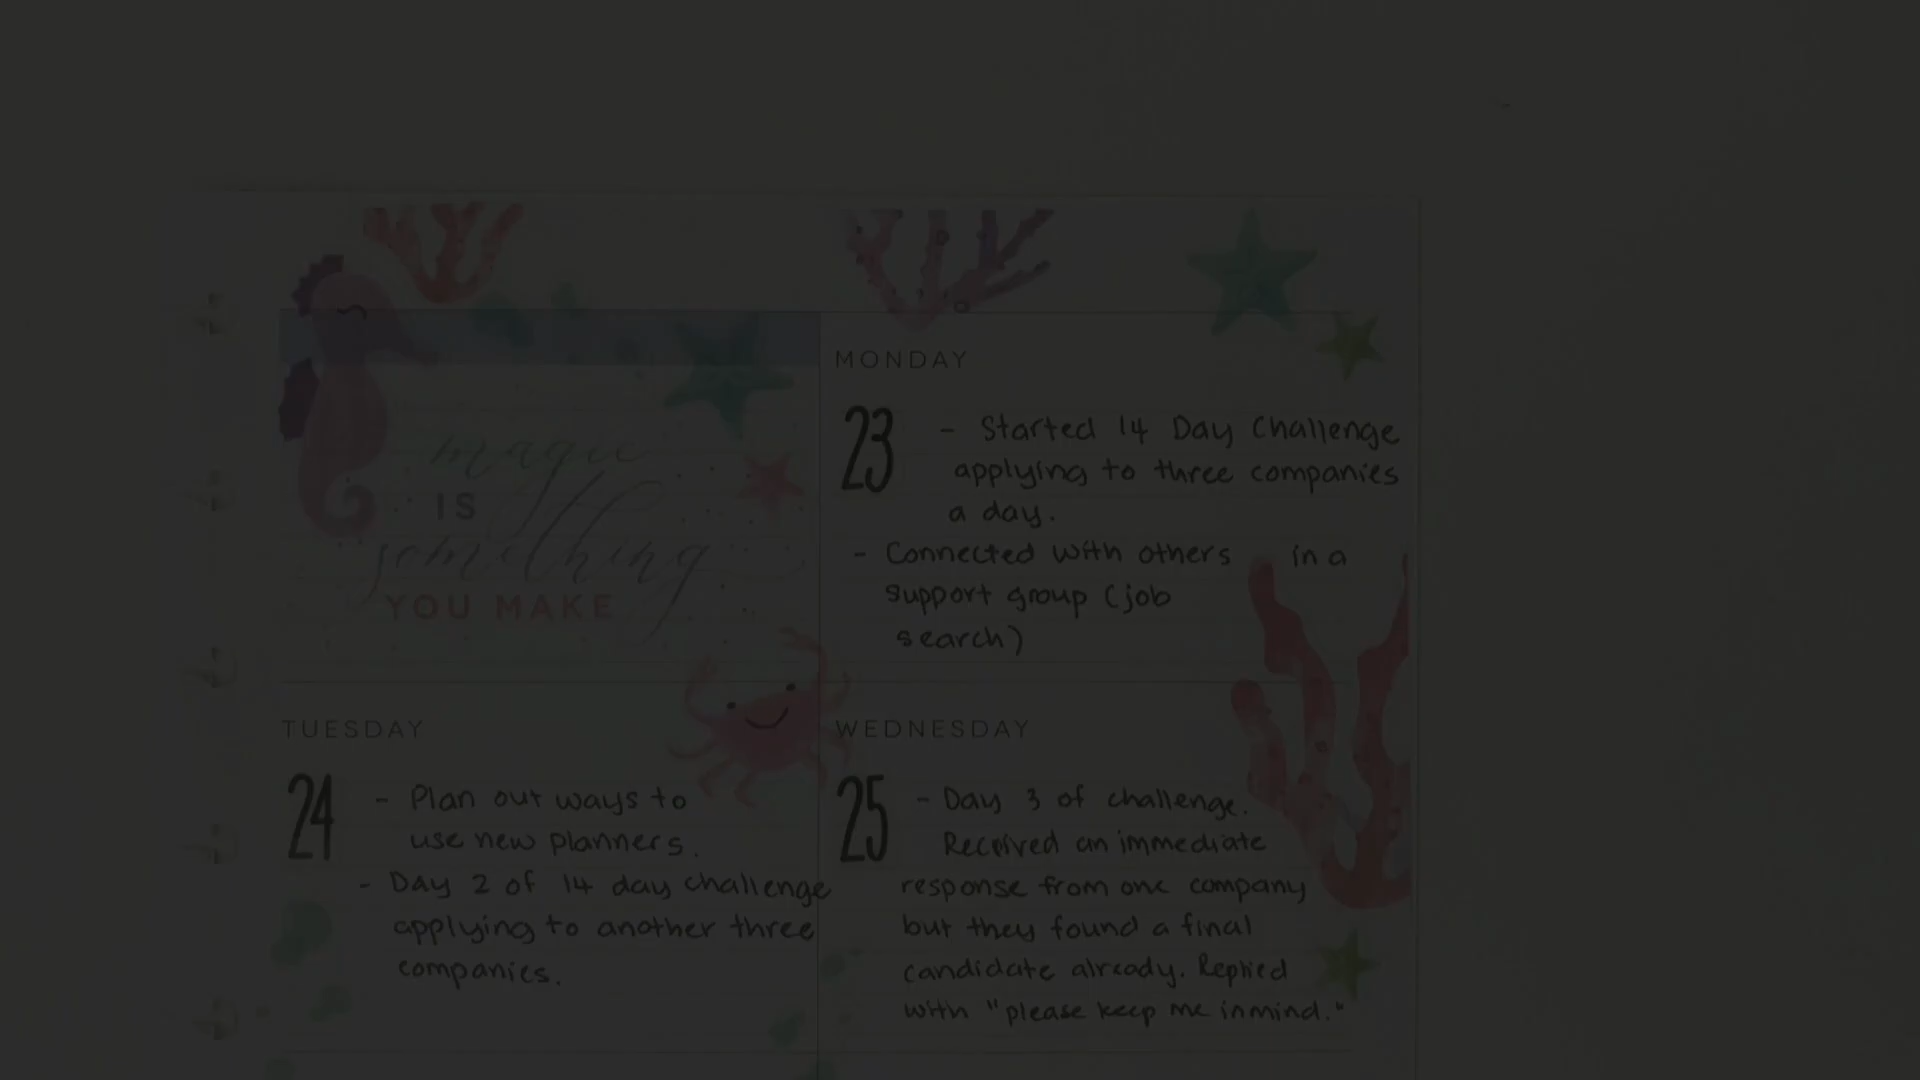 magic
IS
something
YOU MAKE
MONDAY
23
- Started 14 Day Challenge
applying to three companies
a day.
- Connected with others in a
support group (job
search)
TUESDAY
24
- Plan out ways to
use new planners.
- Day 2 of 14 day challenge
applying to another three
companies.
WEDNESDAY
25
- Day 3 of challenge.
Received an immediate
response from one company
but they found a final
candidate already. Replied
with "please keep me in mind."